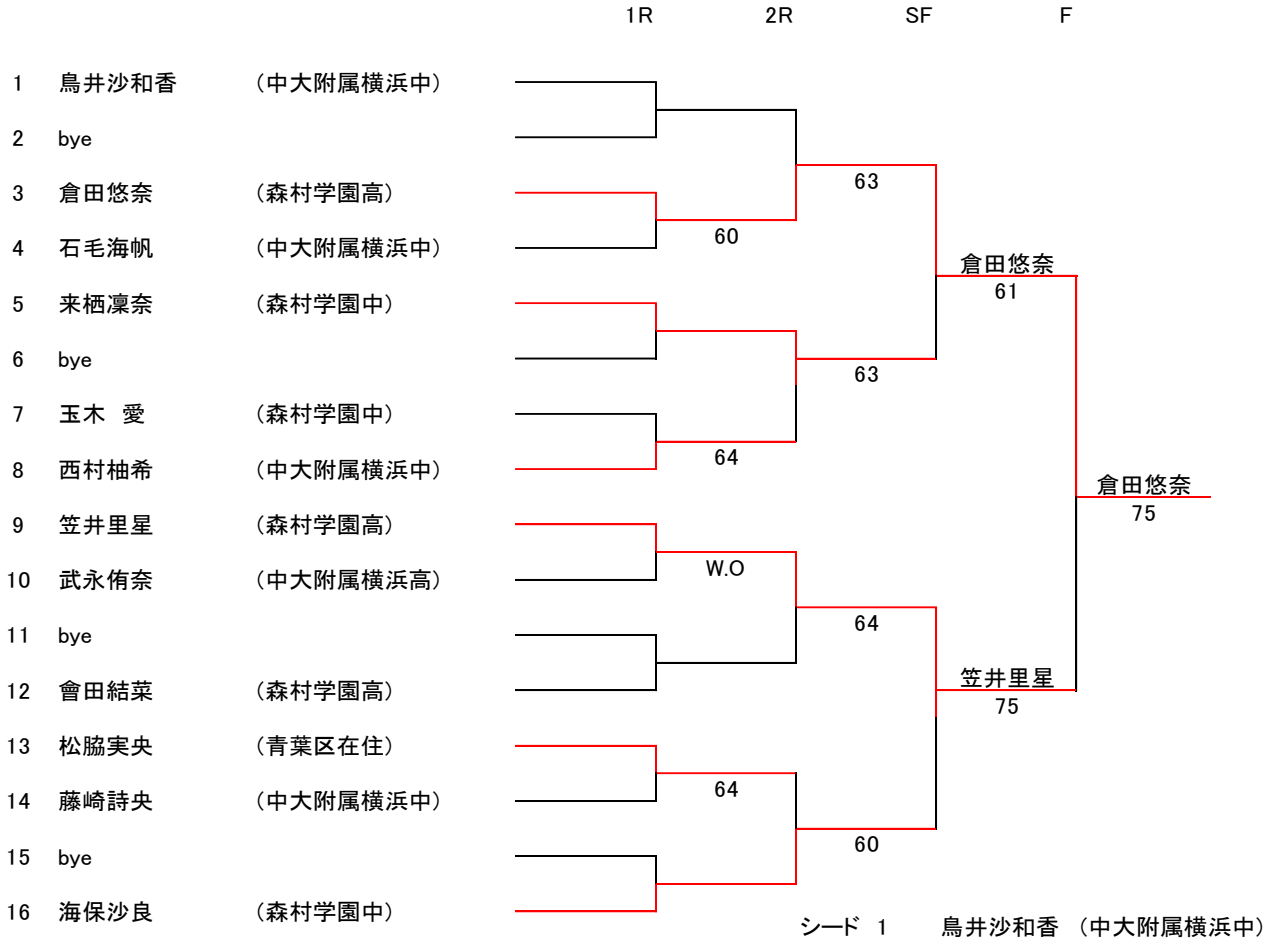 1R 2R SF F
1 鳥井沙和香 （中大附属横浜中）
2 bye
63
3 倉田悠奈 （森村学園高）
60
4 石毛海帆 （中大附属横浜中）
倉田悠奈
61
5 来栖凜奈 （森村学園中）
6 bye
63
7 玉木 愛 （森村学園中）
64
8 西村柚希 （中大附属横浜中）
倉田悠奈
75
9 笠井里星 （森村学園高）
W.O
10 武永侑奈 （中大附属横浜高）
11 bye
64
12 會田結菜 （森村学園高）
笠井里星
75
13 松脇実央 （青葉区在住）
64
14 藤崎詩央 （中大附属横浜中）
15 bye
60
16 海保沙良 （森村学園中）
シード 1 鳥井沙和香 （中大附属横浜中）